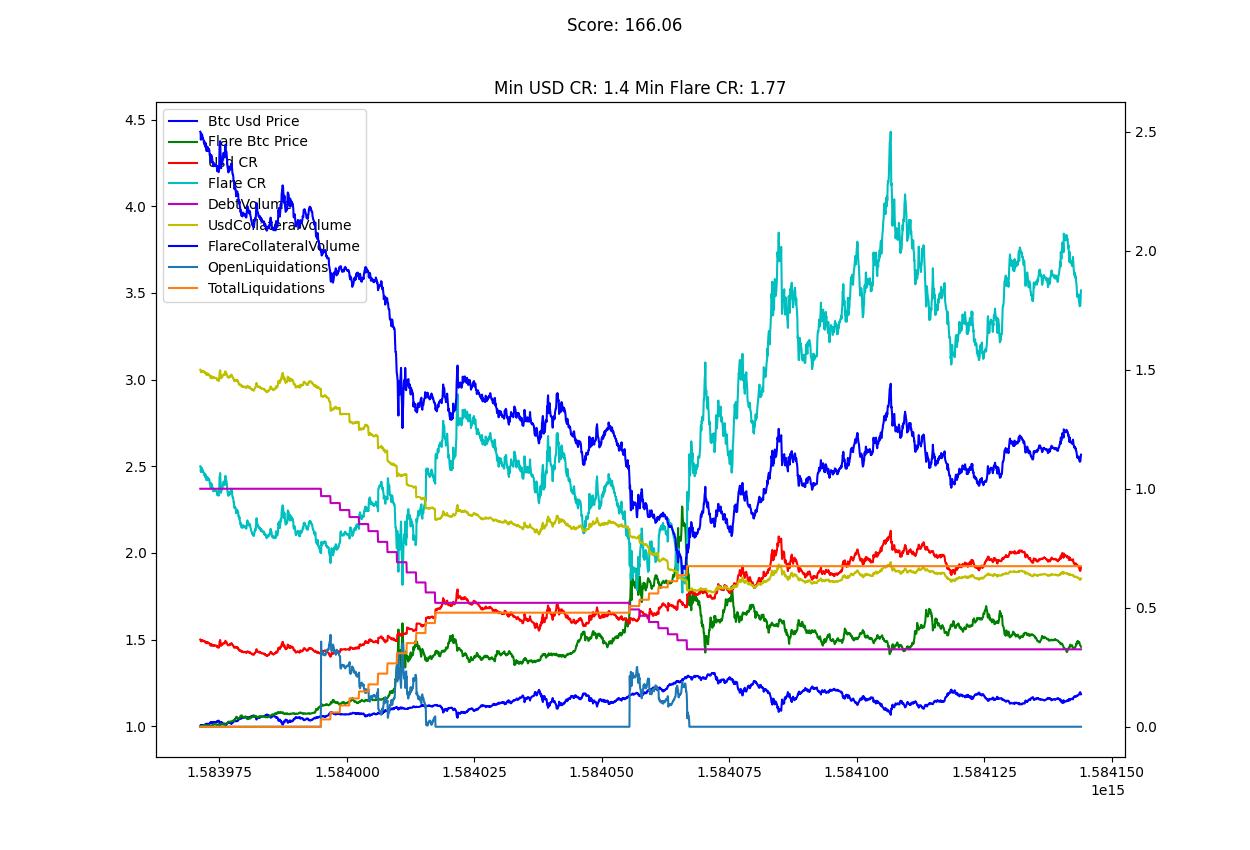 Score: 166.06
Min USD CR: 1.4 Min Flare CR: 1.77
Btc Usd Price
Flare Btc Price
Usd CR
Flare CR
DebtVolume
UsdCollateralVolume
FlareCollateralVolume
OpenLiquidations
TotalLiquidations
4.5
4.0
3.5
3.0
2.5
2.0
1.5
1.0
2.5
2.0
1.5
1.0
0.5
0.0
1.583975
1.584000
1.584025
1.584050
1.584075
1.584100
1.584125
1.584150
1e15